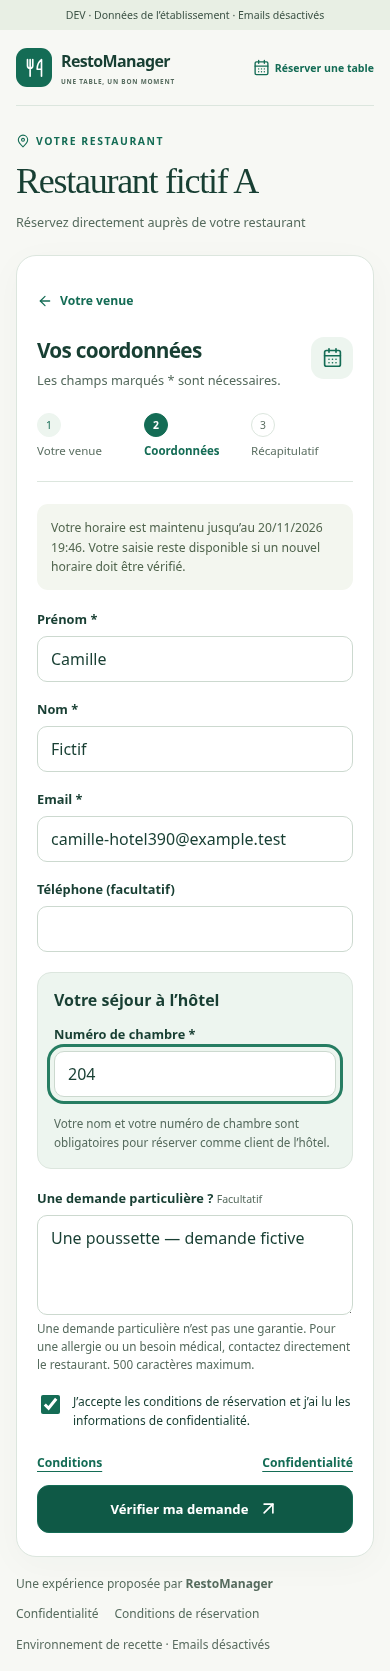 DEV · Données de l’établissement · Emails désactivés
RestoManager
UNE TABLE, UN BON MOMENT
Réserver une table
VOTRE RESTAURANT
Restaurant fictif A
Réservez directement auprès de votre restaurant
Votre venue
Vos coordonnées
Les champs marqués * sont nécessaires.
1
2
3
Votre venue
Coordonnées
Récapitulatif
Votre horaire est maintenu jusqu’au 20/11/2026
19:46. Votre saisie reste disponible si un nouvel
horaire doit être vérifié.
Prénom *
Camille
Nom *
Fictif
Email *
camille-hotel390@example.test
Téléphone (facultatif)
Votre séjour à l’hôtel
Numéro de chambre *
204
Votre nom et votre numéro de chambre sont
obligatoires pour réserver comme client de l’hôtel.
Une demande particulière ? Facultatif
Une poussette — demande fictive
Une demande particulière n’est pas une garantie. Pour
une allergie ou un besoin médical, contactez directement
le restaurant. 500 caractères maximum.
J’accepte les conditions de réservation et j’ai lu les
informations de confidentialité.
Conditions
Confidentialité
Vérifier ma demande
Une expérience proposée par RestoManager
Confidentialité
Conditions de réservation
Environnement de recette · Emails désactivés